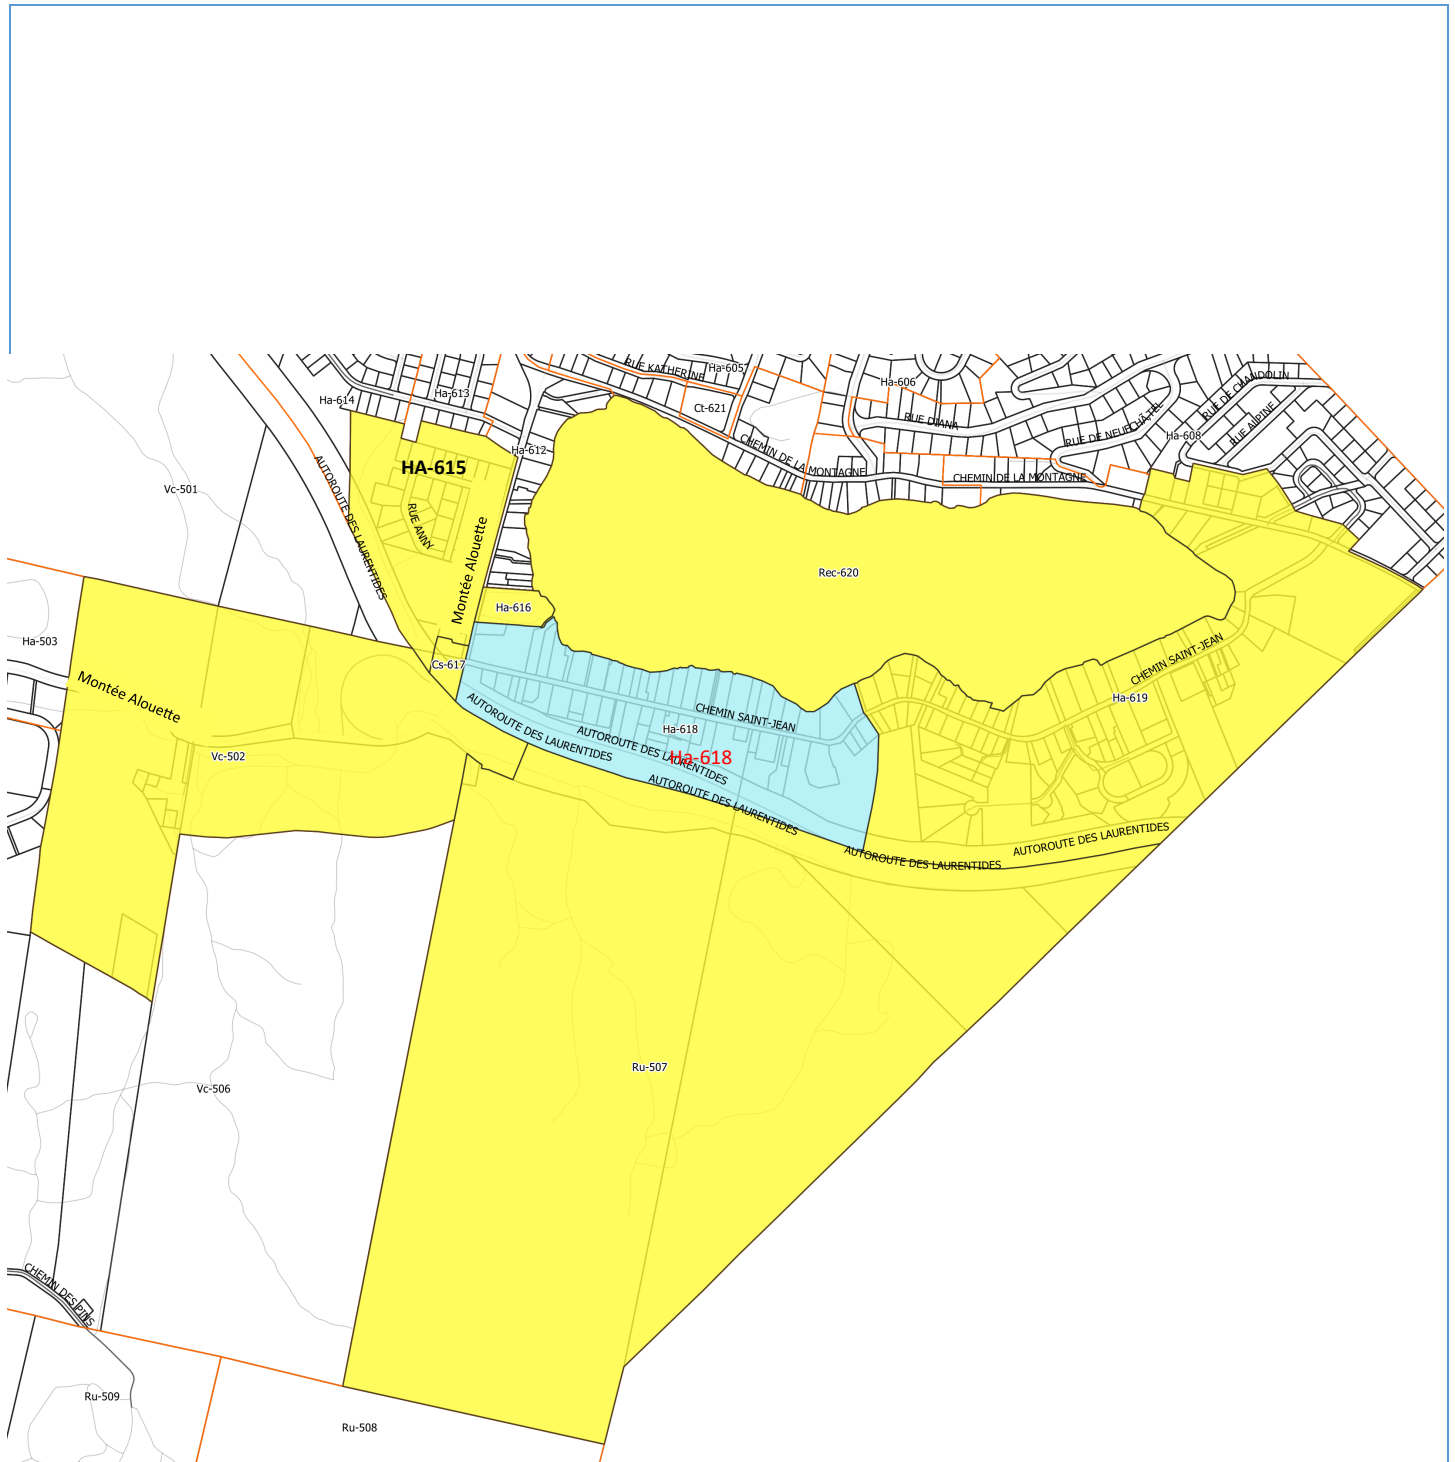 RUE KATHERINE
Ha-605
Ha-606
RUE DE CHANDOLIN
Ha-613
Ha-614
Ct-621
RUE DIANA
RUE DE NEUFCHÂTEL
RUE ALPINE
Ha-608
Ha-612
CHEMIN DE LA MONTAGNE
CHEMIN DE LA MONTAGNE
HA-615
Vc-501
AUTOROUTE DES LAURENTIDES
RUE ANNY
Montée Alouette
Rec-620
Ha-616
Ha-503
Cs-617
CHEMIN SAINT-JEAN
Montée Alouette
Ha-619
AUTOROUTE DES LAURENTIDES
CHEMIN SAINT-JEAN
Ha-618
AUTOROUTE DES LAURENTIDES
Ha-618
Vc-502
AUTOROUTE DES LAURENTIDES
AUTOROUTE DES LAURENTIDES
AUTOROUTE DES LAURENTIDES
Ru-507
Vc-506
CHEMIN DES PINS
Ru-509
Ru-508